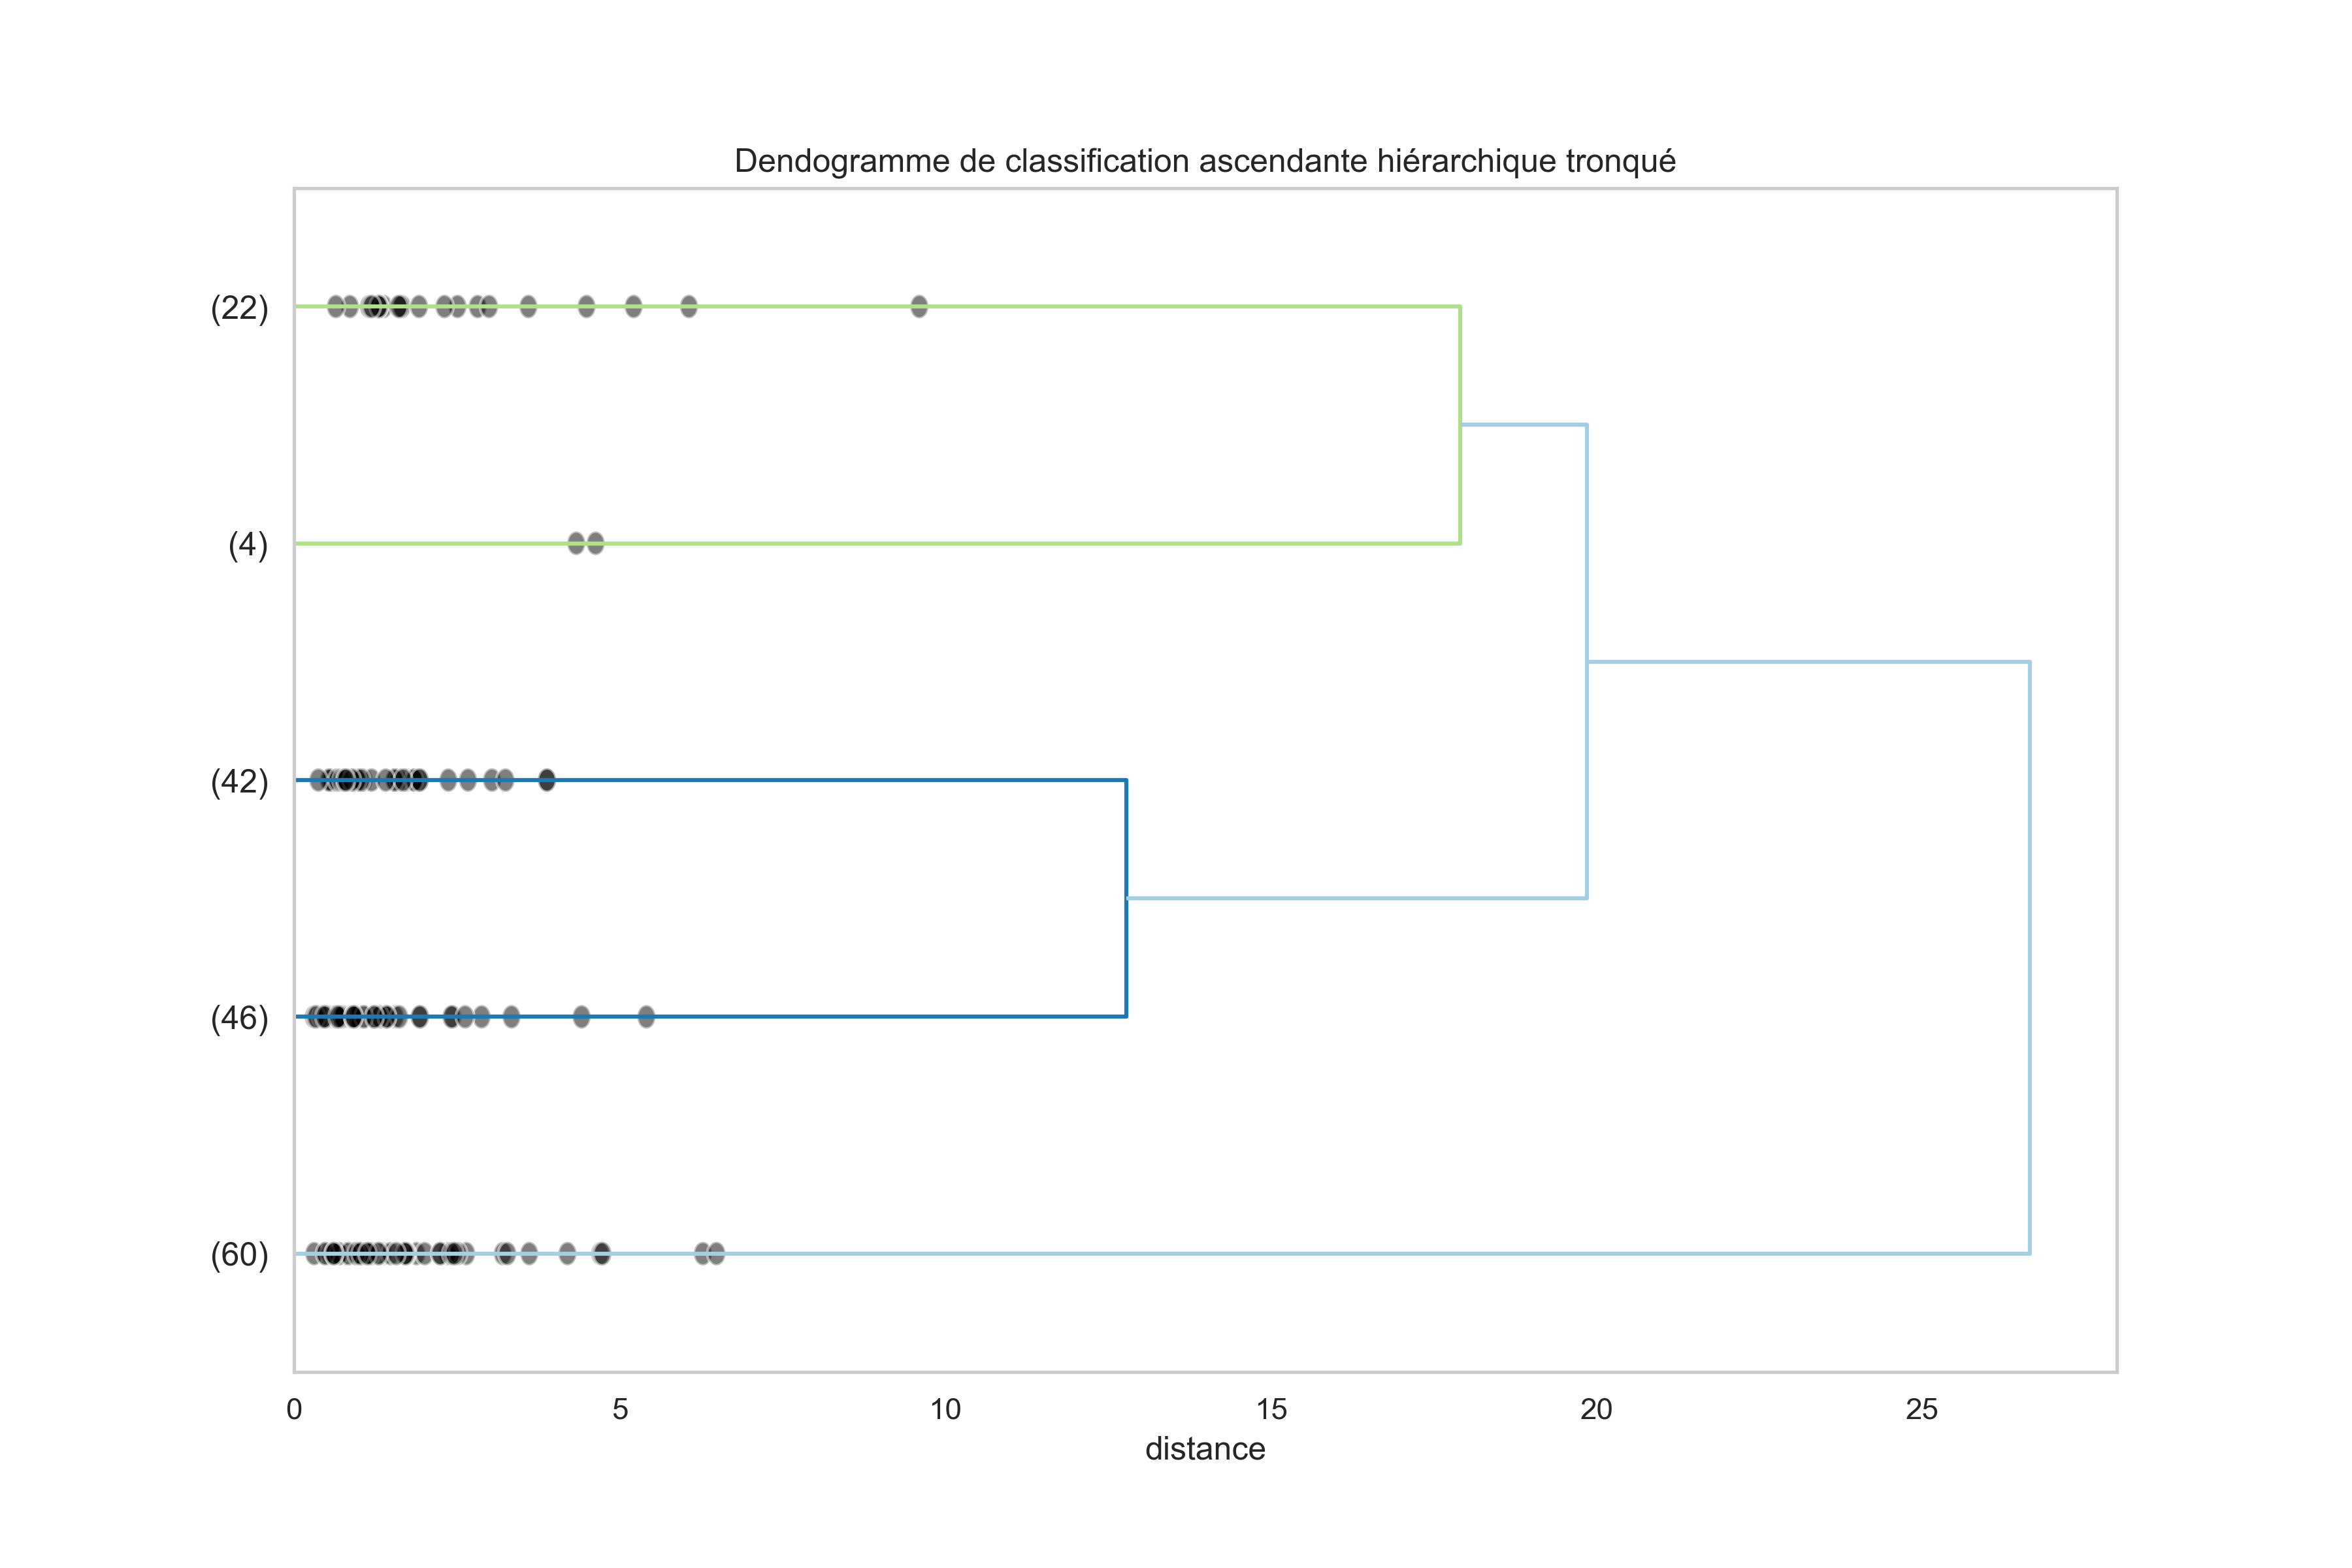 Dendogramme de classification ascendante hiérarchique tronqué
(22)
(4)
(42)
(46)
(60)
0 5 10 15 20 25
distance